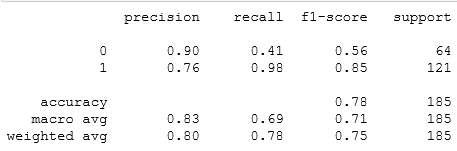 precision recall f1-score support
0 0.90 0.41 0.56 64
1 0.76 0.98 0.85 121
accuracy 0.78 185
macro avg 0.83 0.69 0.71 185
weighted avg 0.80 0.78 0.75 185